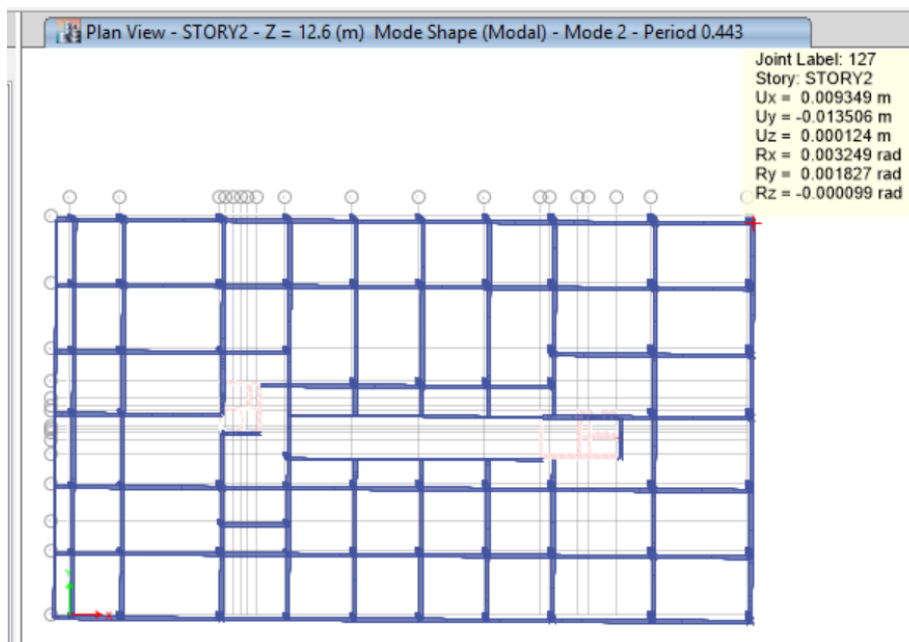 Plan View - STORY2 - Z = 12.6 (m) Mode Shape (Modal) - Mode 2 - Period 0.443
Joint Label: 127
Story: STORY2
Ux = 0.009349 m
Uy = -0.013506 m
Uz = 0.000124 m
Rx = 0.003249 rad
Ry = 0.001827 rad
Rz = -0.000099 rad
Y
X